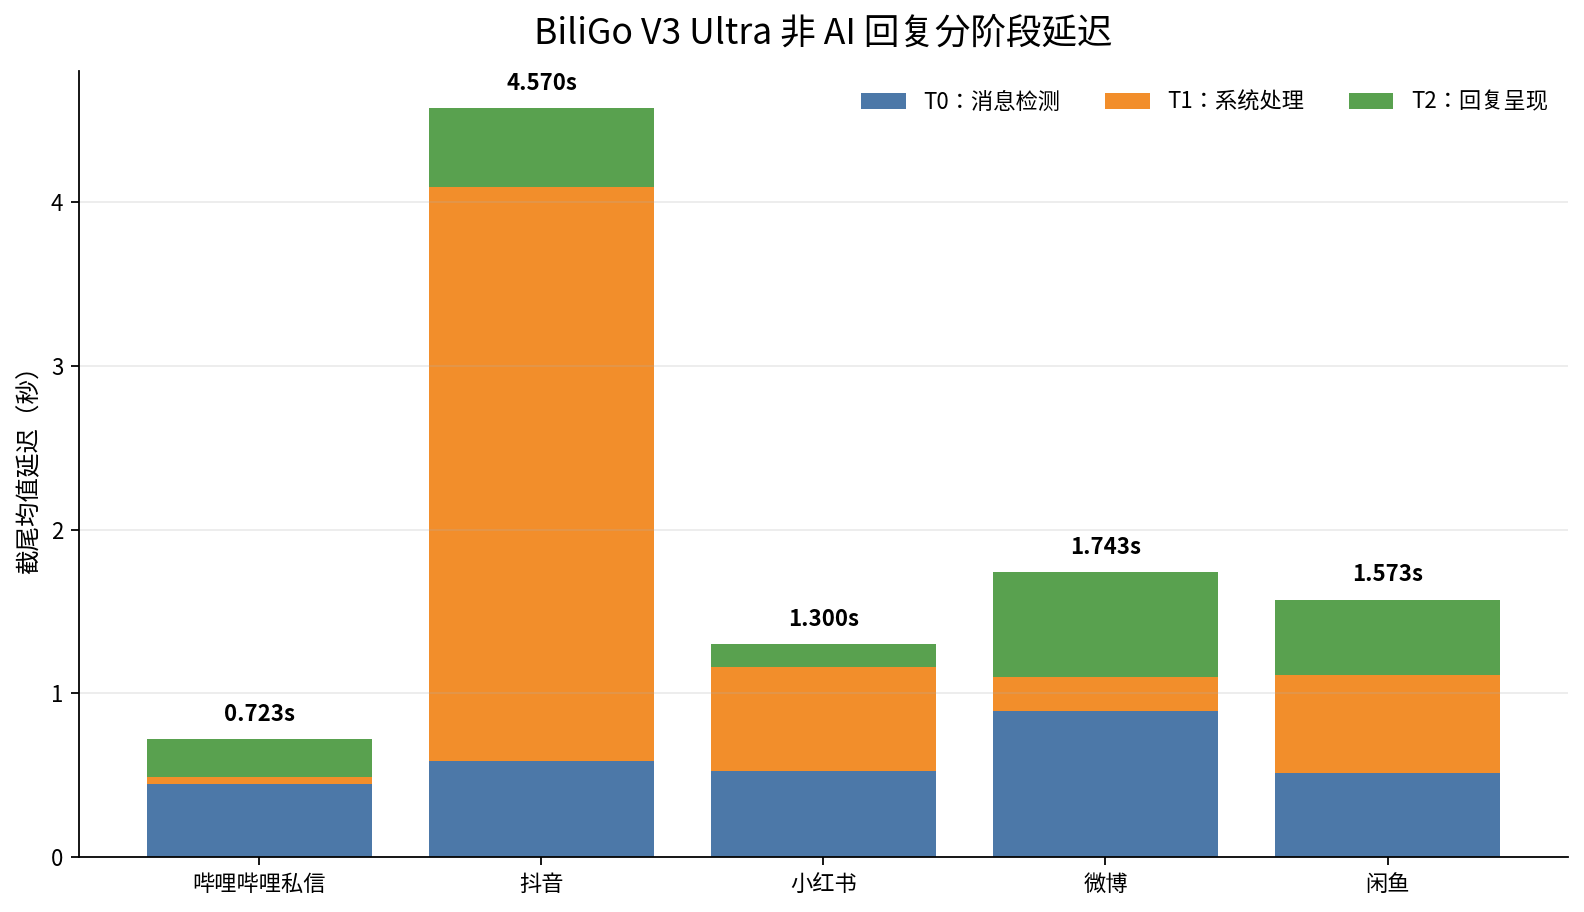 BiliGo V3 Ultra 非 AI 回复分阶段延迟
T0：消息检测
T1：系统处理
T2：回复呈现
截尾均值延迟（秒）
4
3
2
1
0
0.723s
4.570s
1.300s
1.743s
1.573s
哔哩哔哩私信
抖音
小红书
微博
闲鱼